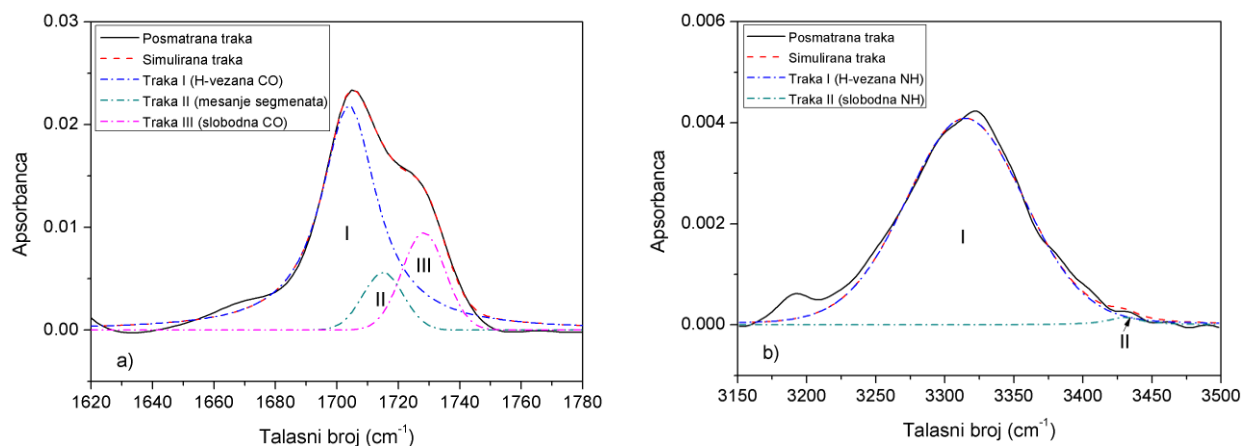 0.03
0.02
0.01
0.00
Apsorbanca
Posmatrana traka
Simulirana traka
Traka I (H-vezana CO)
Traka II (mesanje segmenata)
Traka III (slobodna CO)
I
II
III
a)
1620 1640 1660 1680 1700 1720 1740 1760 1780
Talasni broj (cm⁻¹)
0.006
0.004
0.002
0.000
Apsorbanca
Posmatrana traka
Simulirana traka
Traka I (H-vezana NH)
Traka II (slobodna NH)
I
II
b)
3150 3200 3250 3300 3350 3400 3450 3500
Talasni broj (cm⁻¹)